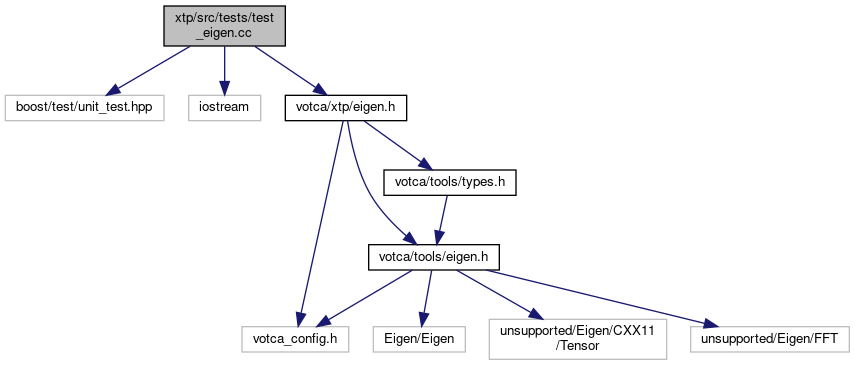 xtp/src/tests/test
_eigen.cc
boost/test/unit_test.hpp
iostream
votca/xtp/eigen.h
votca/tools/types.h
votca/tools/eigen.h
votca_config.h
Eigen/Eigen
unsupported/Eigen/CXX11
/Tensor
unsupported/Eigen/FFT